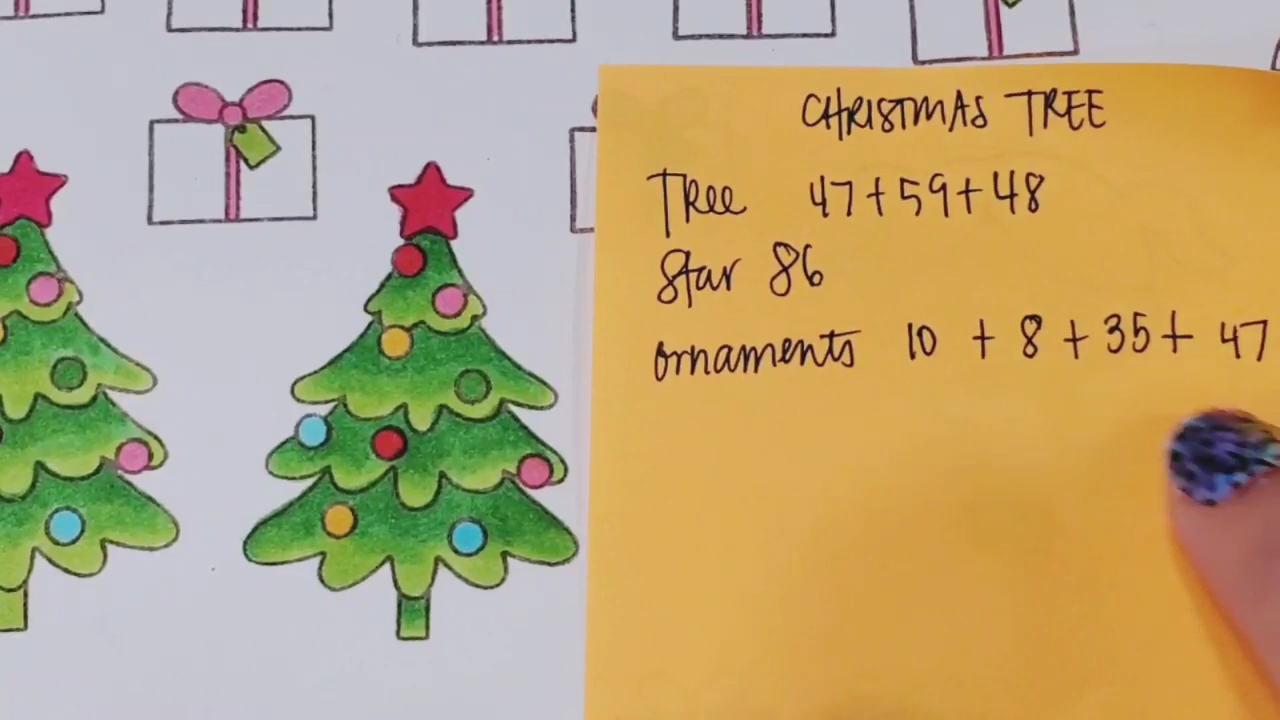 CHRISTMAS TREE
Tree 47+59+48
Star 86
ornaments 10 + 8 + 35 + 47